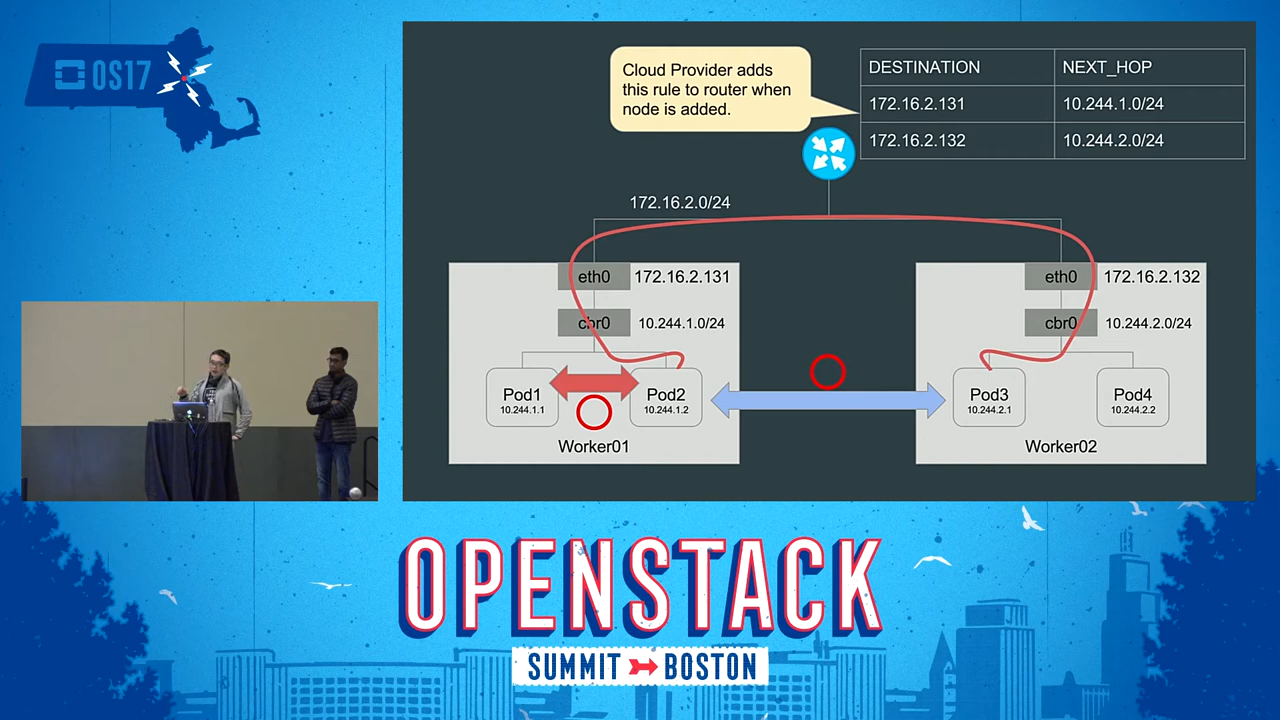 OS17
Cloud Provider adds
this rule to router when
node is added.
DESTINATION NEXT_HOP
172.16.2.131 10.244.1.0/24
172.16.2.132 10.244.2.0/24
172.16.2.0/24
eth0 172.16.2.131
cbr0 10.244.1.0/24
Pod1
10.244.1.1
Pod2
10.244.1.2
Worker01
eth0 172.16.2.132
cbr0 10.244.2.0/24
Pod3
10.244.2.1
Pod4
10.244.2.2
Worker02
OPENSTACK
SUMMIT BOSTON